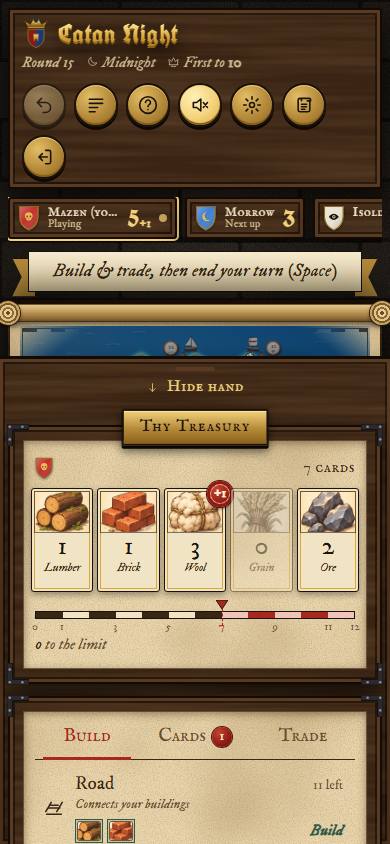 Catan Night
Round 15 Midnight First to 10
Mazen (yo... 5+1
Playing
Morrow 3
Next up
Isol
Build & trade, then end your turn (Space)
↓ Hide hand
Thy Treasury
7 cards
+1
1 1 3 0 2
Lumber Brick Wool Grain Ore
0 1 3 5 7 9 11 12
0 to the limit
Build Cards 1 Trade
Road 11 left
Connects your buildings
Build